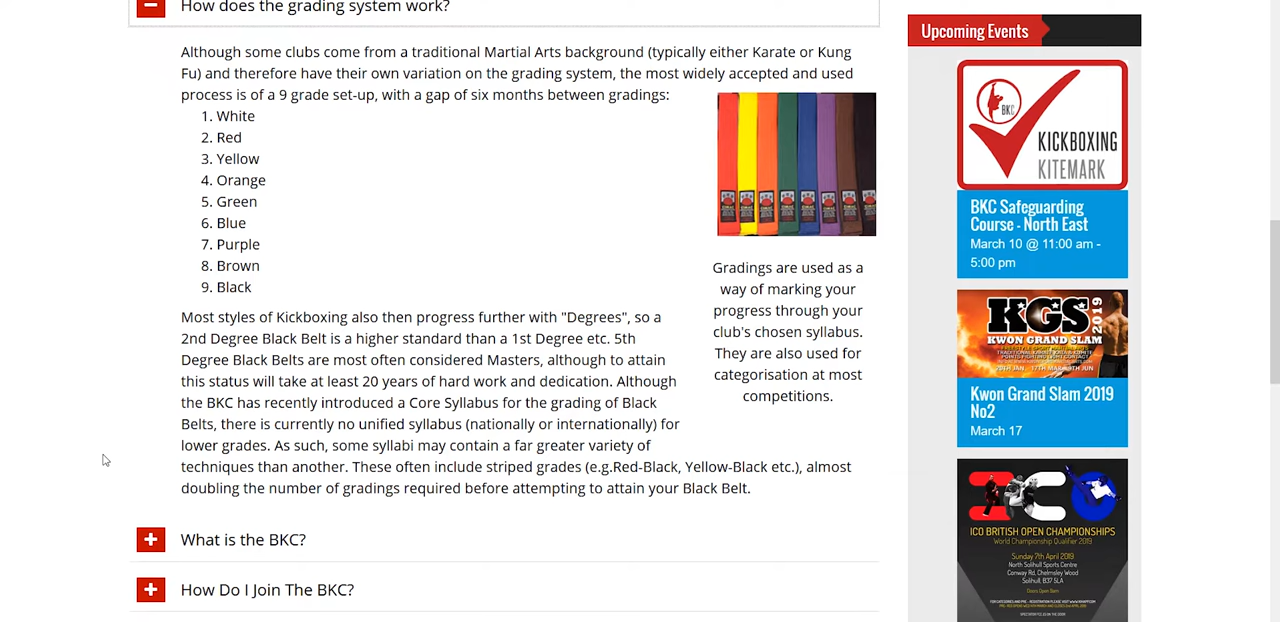 How does the grading system work?
Although some clubs come from a traditional Martial Arts background (typically either Karate or Kung
Fu) and therefore have their own variation on the grading system, the most widely accepted and used
process is of a 9 grade set-up, with a gap of six months between gradings:
1. White
2. Red
3. Yellow
4. Orange
5. Green
6. Blue
7. Purple
8. Brown
9. Black
Gradings are used as a
way of marking your
progress through your
club's chosen syllabus.
They are also used for
categorisation at most
competitions.
Most styles of Kickboxing also then progress further with "Degrees", so a
2nd Degree Black Belt is a higher standard than a 1st Degree etc. 5th
Degree Black Belts are often considered Masters, although to attain
this status will take at least 20 years of hard work and dedication. Although
the BKC has recently introduced a Core Syllabus for the grading of Black
Belts, there is currently no unified syllabus (nationally or internationally) for
lower grades. As such, some syllabi may contain a far greater variety of
techniques than another. These often include striped grades (e.g.Red-Black, Yellow-Black etc.), almost
doubling the number of gradings required before attempting to attain your Black Belt.
What is the BKC?
How Do I Join The BKC?
Upcoming Events
BKC
KICKBOXING
KITEMARK
BKC Safeguarding
Course - North East
March 10 @ 11:00 am -
5:00 pm
KGS 2019
KWON GRAND SLAM
Kwon Grand Slam 2019
No2
March 17
ICO
ICO BRITISH OPEN CHAMPIONSHIPS
World Championship Qualifier 2019
Sunday 7th April 2019
North Solihull Sports Centre
Conway Rd, Chelmsley Wood
Solihull, B37 5LA